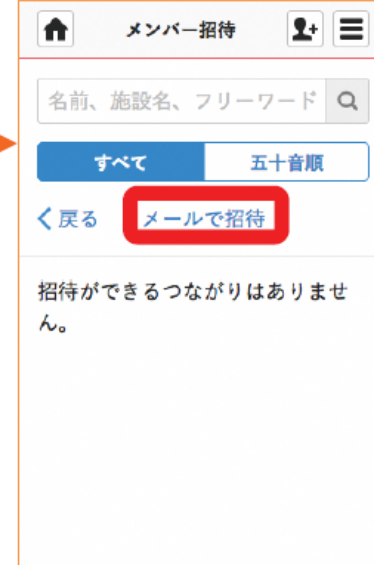 メンバー招待
名前、施設名、フリーワード
すべて 五十音順
戻る メールで招待
招待ができるつながりはありませ
ん。